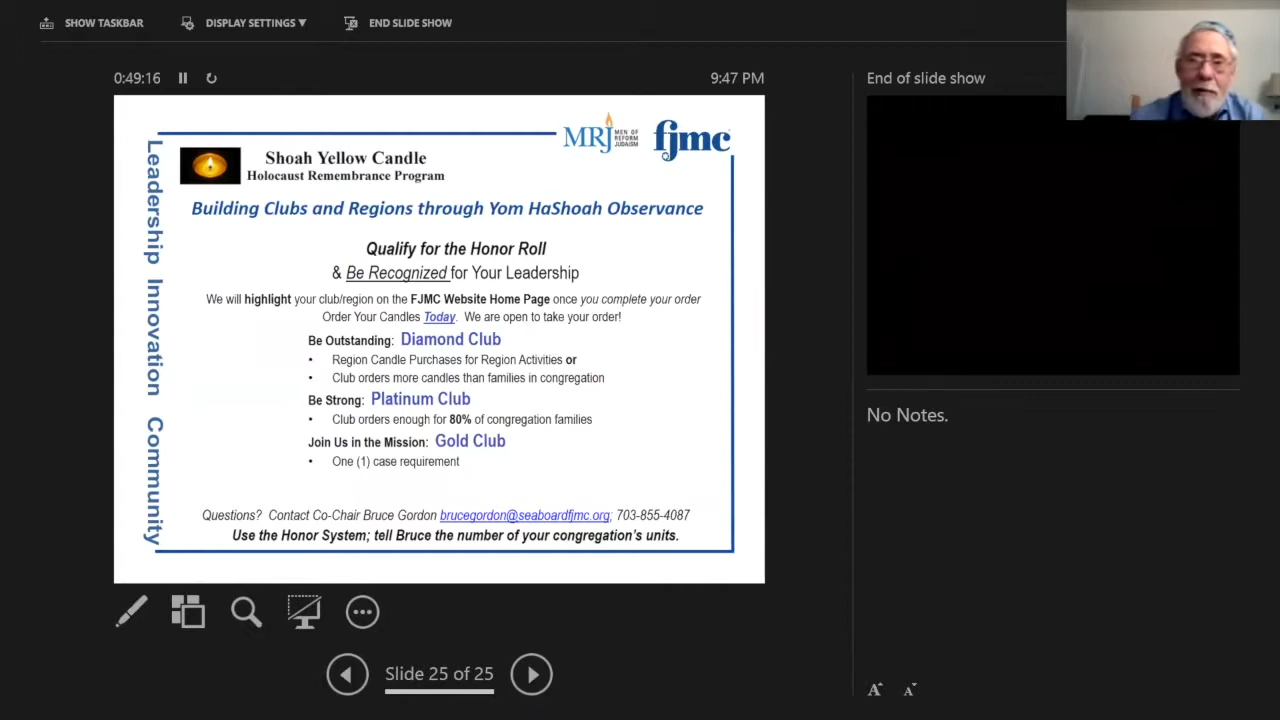 SHOW TASKBAR
DISPLAY SETTINGS ▼
END SLIDE SHOW
0:49:16
9:47 PM
End of slide show
MRJ MEN OF REFORM JUDAISM
fjmc
Shoah Yellow Candle
Holocaust Remembrance Program
Leadership Innovation Community
Building Clubs and Regions through Yom HaShoah Observance
Qualify for the Honor Roll
& Be Recognized for Your Leadership
We will highlight your club/region on the FJMC Website Home Page once you complete your order
Order Your Candles Today. We are open to take your order!
Be Outstanding: Diamond Club
• Region Candle Purchases for Region Activities or
• Club orders more candles than families in congregation
Be Strong: Platinum Club
• Club orders enough for 80% of congregation families
Join Us in the Mission: Gold Club
• One (1) case requirement
Questions? Contact Co-Chair Bruce Gordon brucegordon@seaboardfjmc.org; 703-855-4087
Use the Honor System; tell Bruce the number of your congregation's units.
No Notes.
Slide 25 of 25
A A